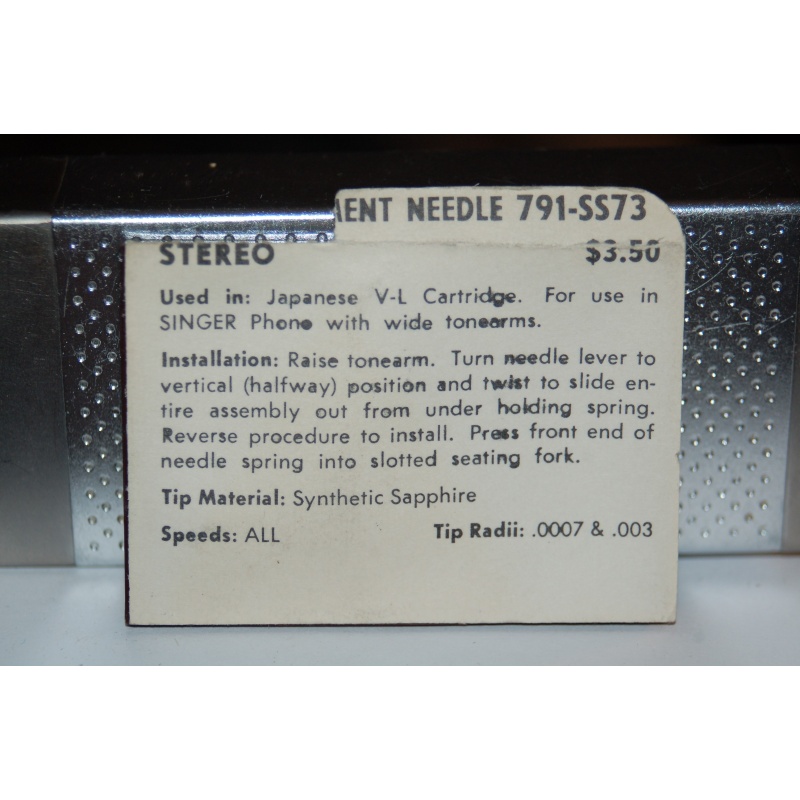 MENT NEEDLE 791-SS73
STEREO $3.50
Used in: Japanese V-L Cartridge. For use in
SINGER Phono with wide tonearms.
Installation: Raise tonearm. Turn needle lever to
vertical (halfway) position and twist to slide en-
tire assembly out from under holding spring.
Reverse procedure to install. Press front end of
needle spring into slotted seating fork.
Tip Material: Synthetic Sapphire
Speeds: ALL Tip Radii: .0007 & .003